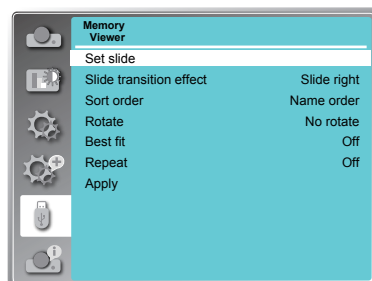 Memory
Viewer
Set slide
Slide transition effect Slide right
Sort order Name order
Rotate No rotate
Best fit Off
Repeat Off
Apply